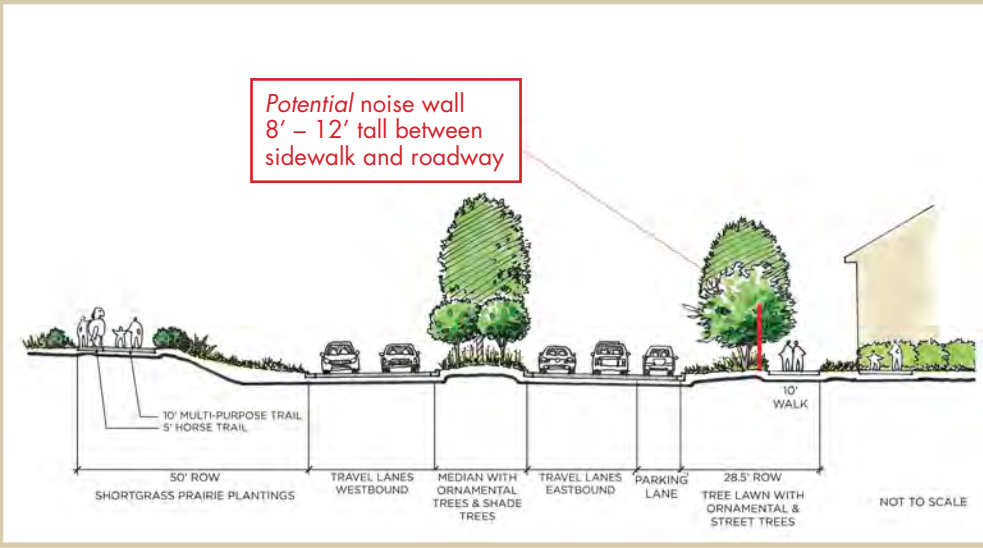 Potential noise wall
8’ – 12’ tall between
sidewalk and roadway
10' MULTI-PURPOSE TRAIL
5' HORSE TRAIL
10'
WALK
50' ROW
SHORTGRASS PRAIRIE PLANTINGS
TRAVEL LANES
WESTBOUND
MEDIAN WITH
ORNAMENTAL
TREES & SHADE
TREES
TRAVEL LANES
EASTBOUND
PARKING
LANE
28.5' ROW
TREE LAWN WITH
ORNAMENTAL &
STREET TREES
NOT TO SCALE